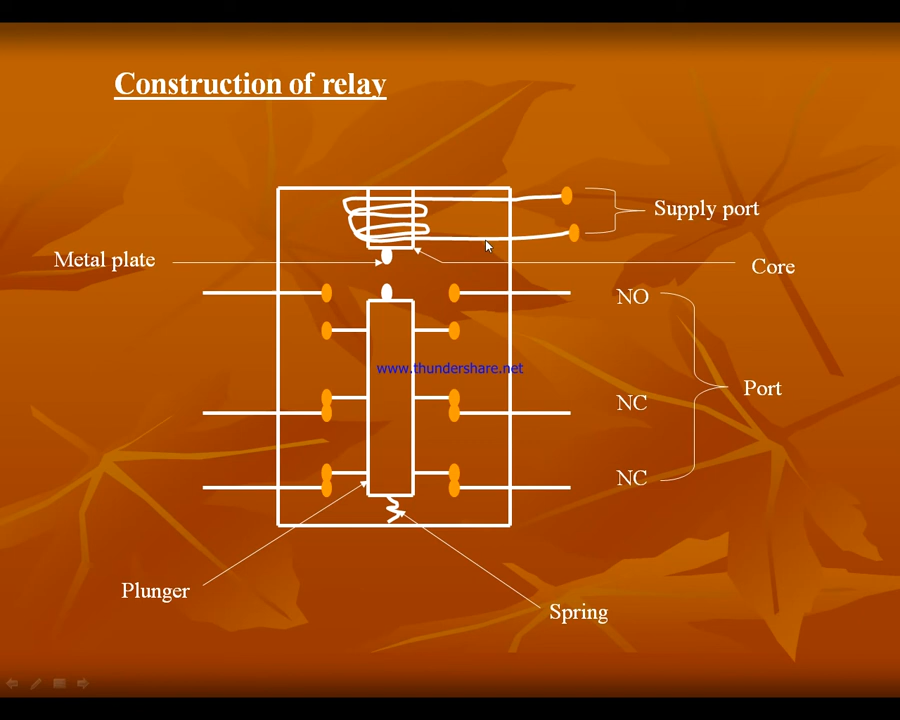 Construction of relay
Supply port
Metal plate
Core
NO
www.thundershare.net
Port
NC
NC
Plunger
Spring